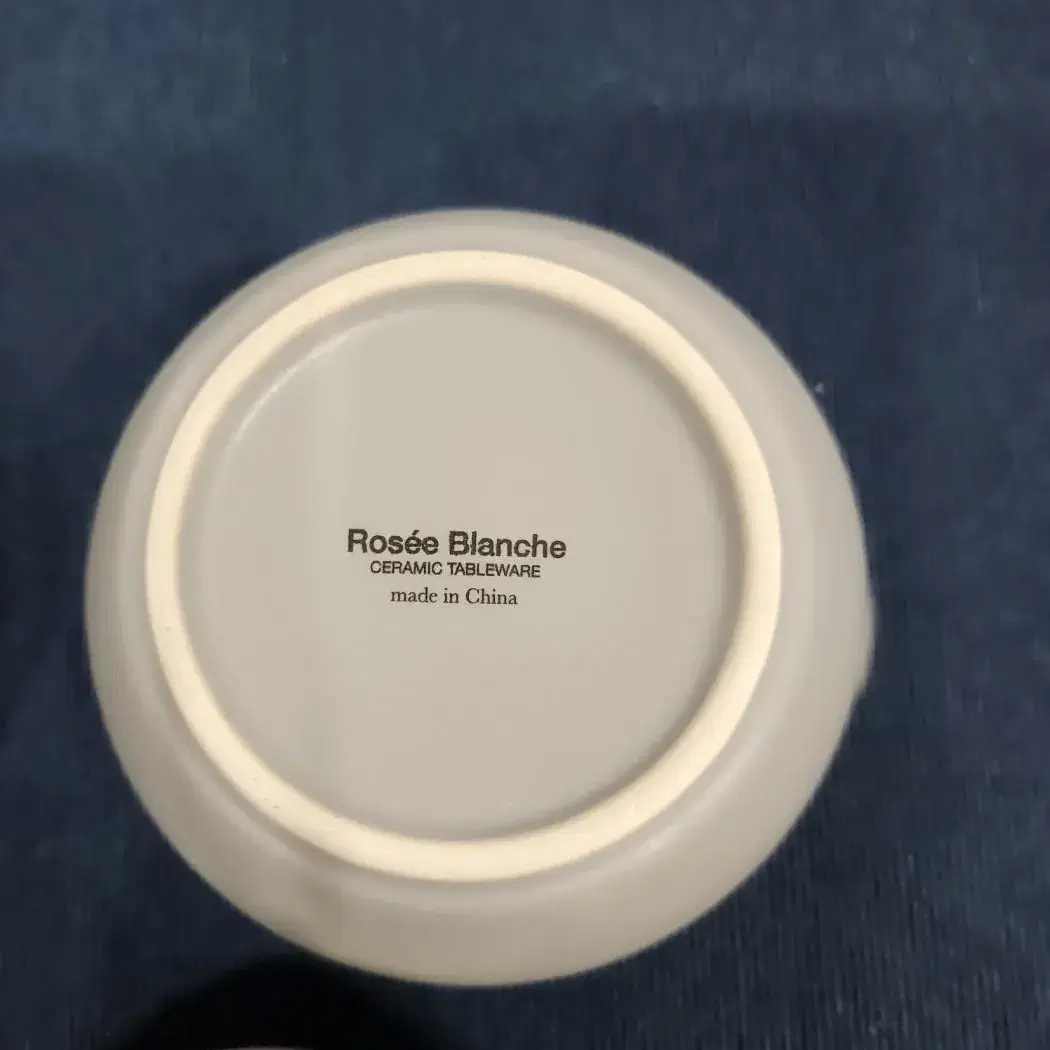 Rosée Blanche
CERAMIC TABLEWARE
made in China